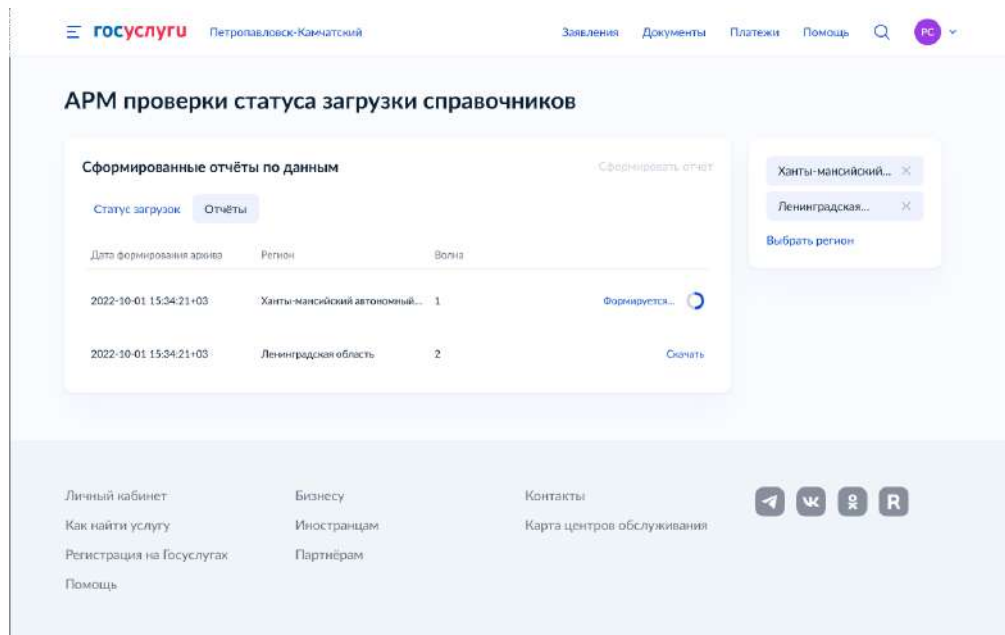 госуслуги Петропавловск-Камчатский Заявления Документы Платежи Помощь РС
АРМ проверки статуса загрузки справочников
Сформированные отчёты по данным Сформировать отчёт
Статус загрузок Отчёты
Дата формирования архива Регион Волна
2022-10-01 15:34:21+03 Ханты-мансийский автономный... 1 Формируется...
2022-10-01 15:34:21+03 Ленинградская область 2 Скачать
Ханты-мансийский...
Ленинградская...
Выбрать регион
Личный кабинет Бизнесу Контакты
Как найти услугу Иностранцам Карта центров обслуживания
Регистрация на Госуслугах Партнёрам
Помощь